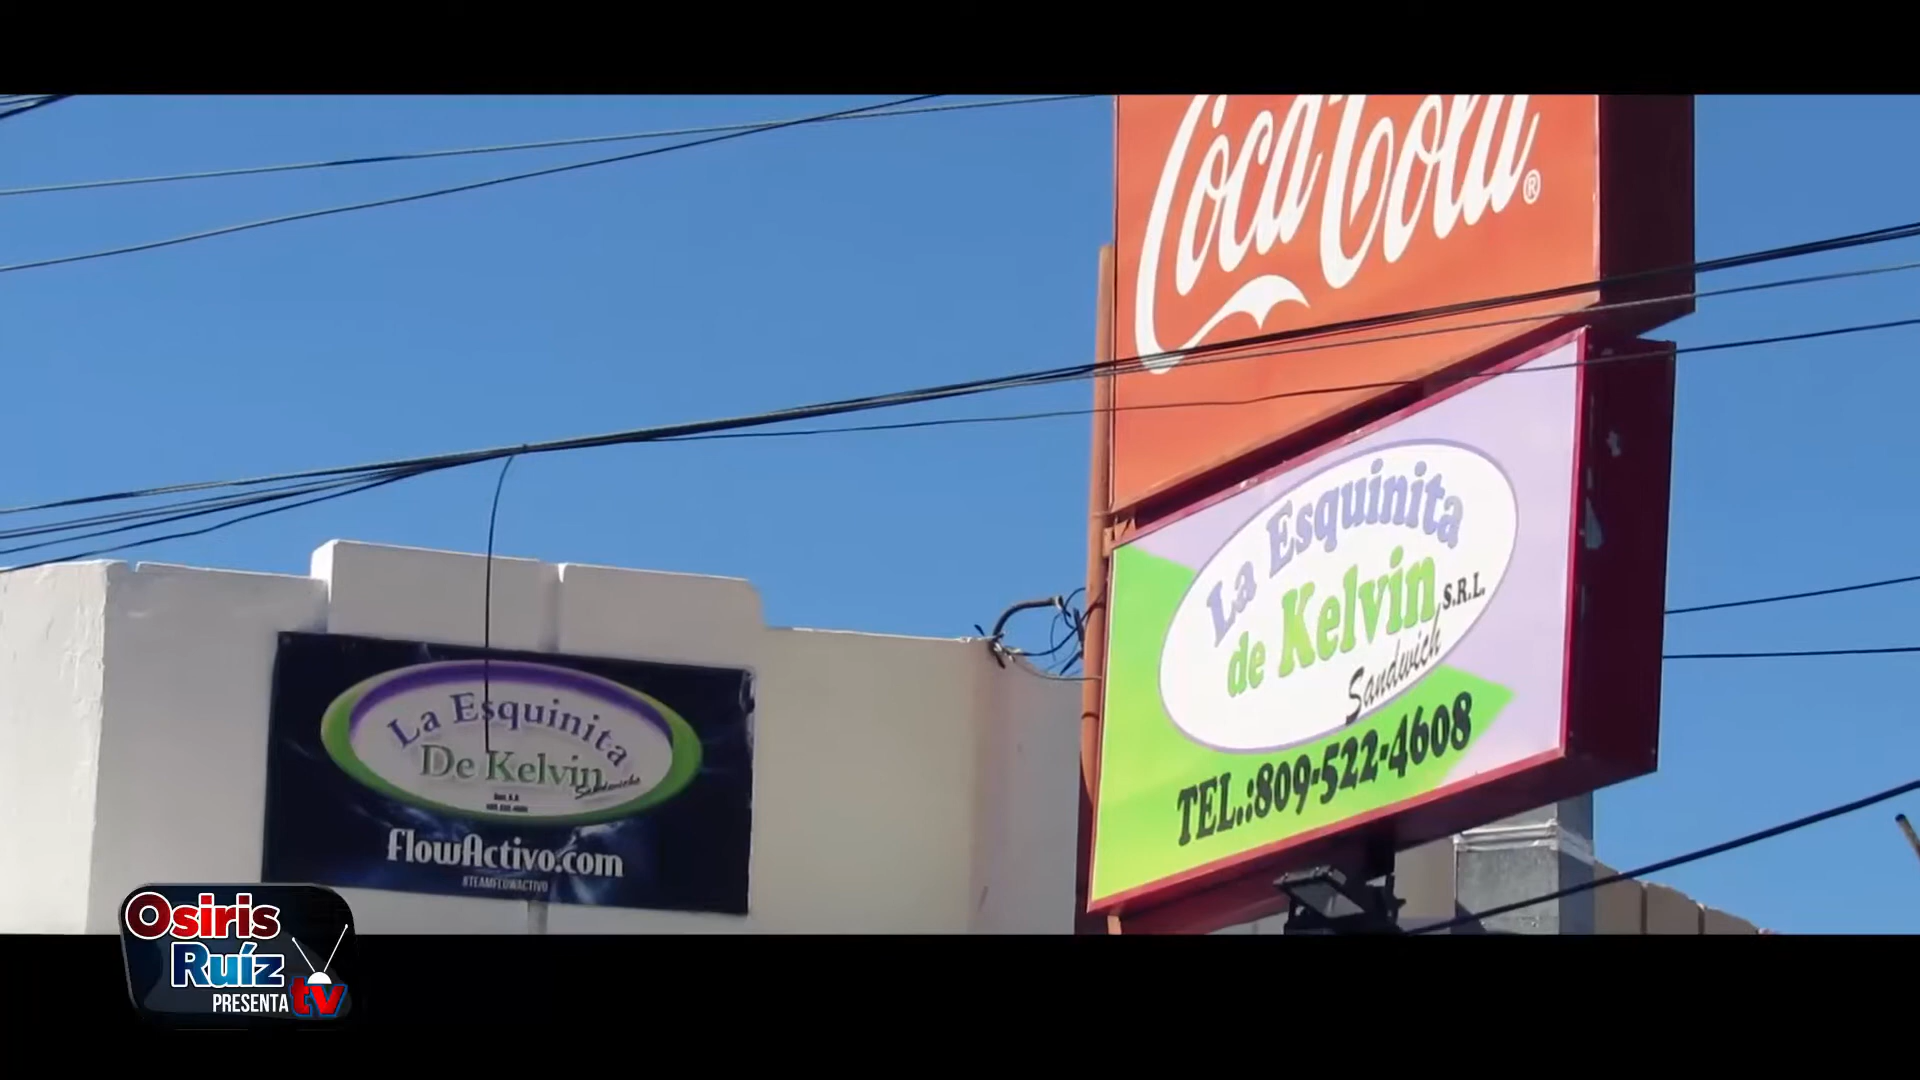 Coca-Cola®
La Esquinita
de Kelvin S.R.L.
Sandwich
TEL.:809-522-4608
La Esquinita
De Kelvin
Sandwichs
flowActivo.com
#TEAMFLOWACTIVO
Osiris
Ruíz
PRESENTA tv